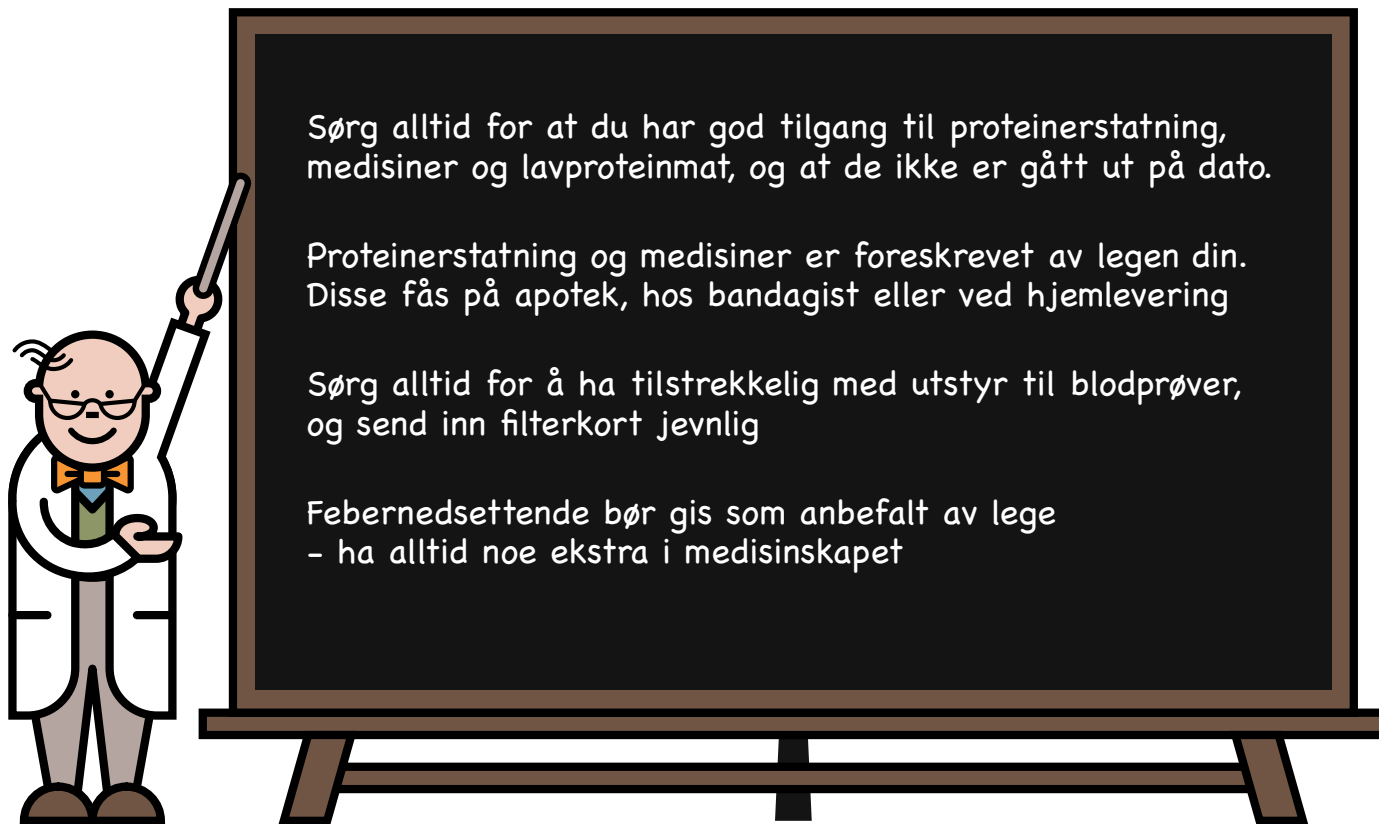 Sørg alltid for at du har god tilgang til proteinerstatning,
medisiner og lavproteinmat, og at de ikke er gått ut på dato.
Proteinerstatning og medisiner er foreskrevet av legen din.
Disse fås på apotek, hos bandagist eller ved hjemlevering
Sørg alltid for å ha tilstrekkelig med utstyr til blodprøver,
og send inn filterkort jevnlig
Febernedsettende bør gis som anbefalt av lege
– ha alltid noe ekstra i medisinskapet